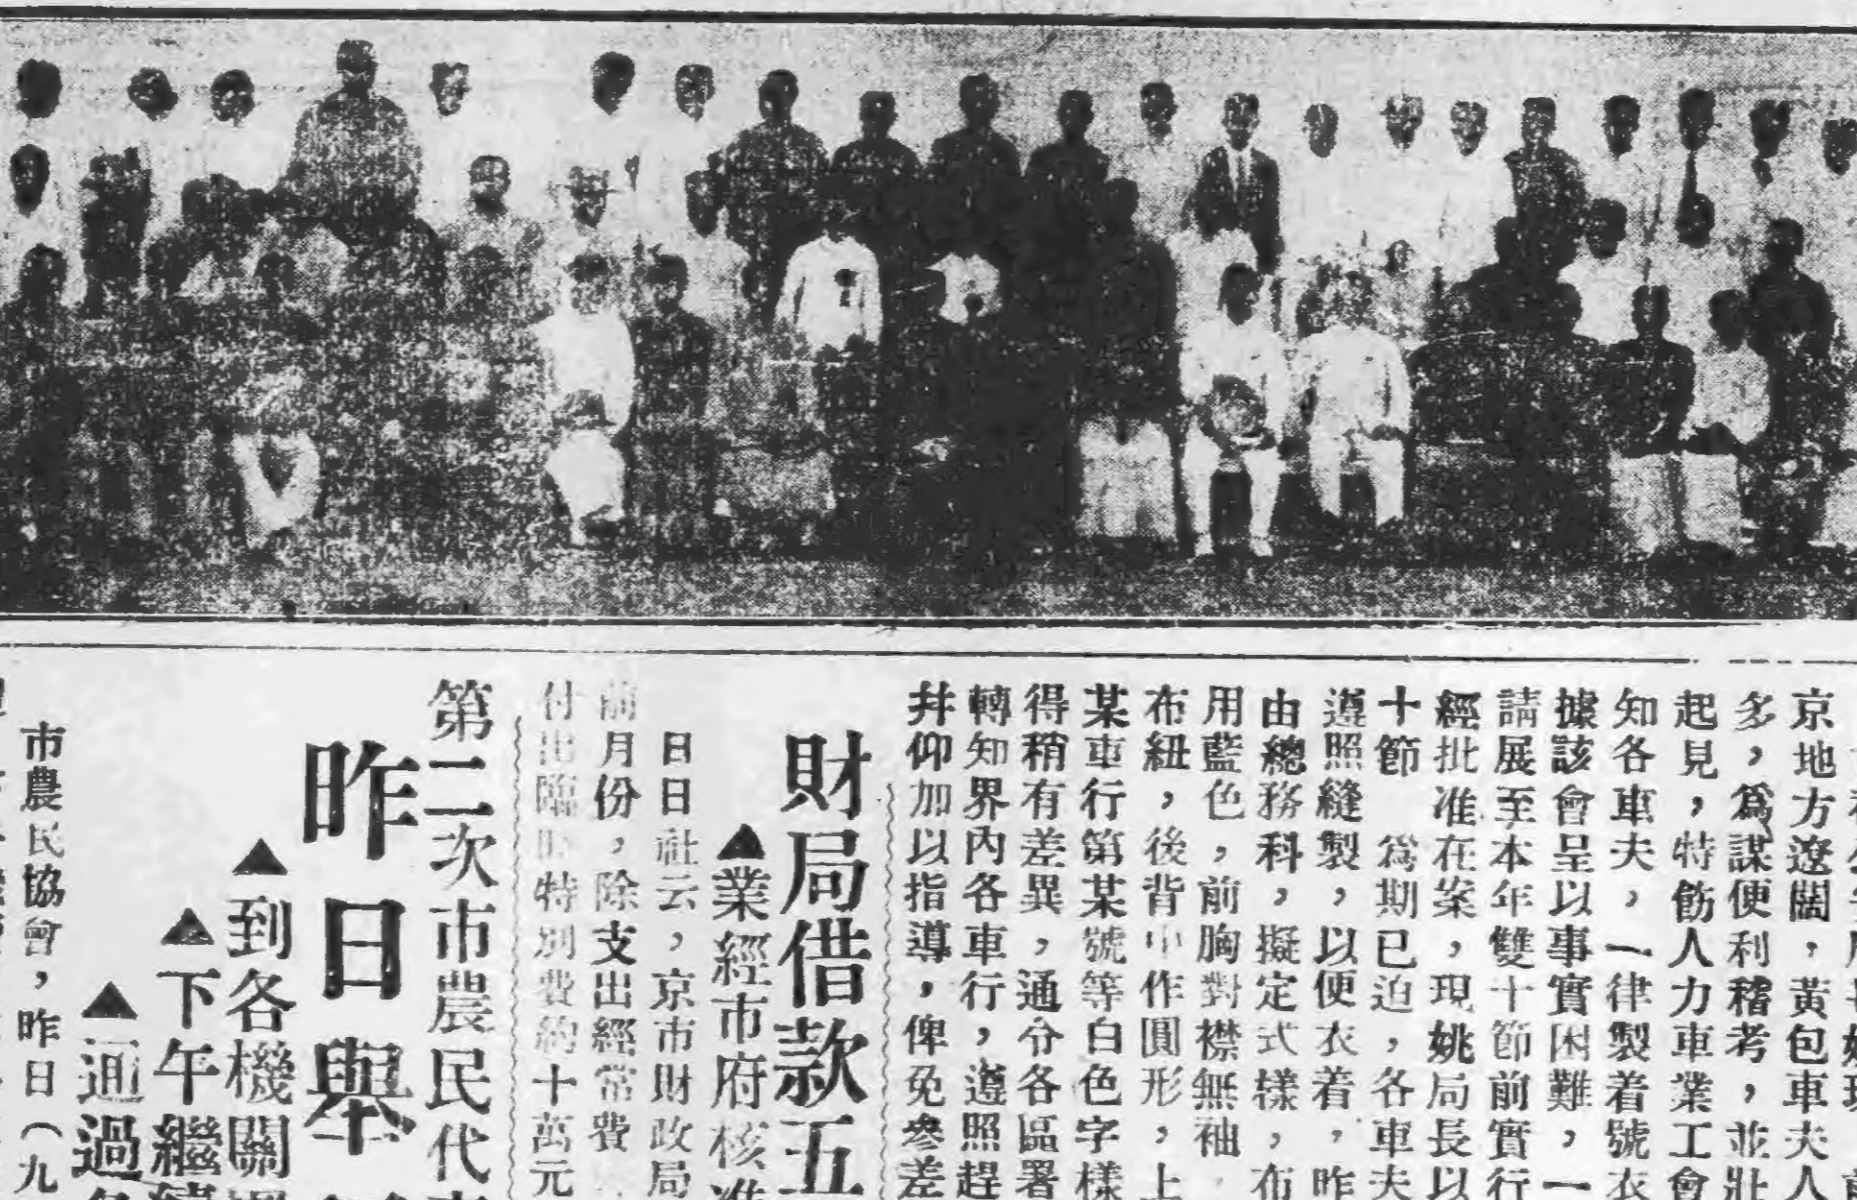 京地方遼闊，黃包車夫人
多，爲謀便利稽考，並壯
起見，特飭人力車業工會
知各車夫，一律製着號衣
據該會呈以事實困難，一
請展至本年雙十節前實行
經批准在案，現姚局長以
十節　爲期已迫，各車夫
遵照縫製，以便衣着，昨
由總務科，擬定式樣，布
用藍色，前胸對襟無袖
布紐，後背中作圓形，上
某車行第某號等白色字樣
得稍有差異，通分各區署
轉知界內各車行，遵照趕
幷仰加以指導，俾免參差
財局借款五
▲業經市府核准
日日社云，京市財政局
前月份，除支出經常費
付出臨時特別費約十萬元
第二次市農民代
昨日舉
▲到各機關
▲下午繼
▲通過
市農民協會，昨日（九